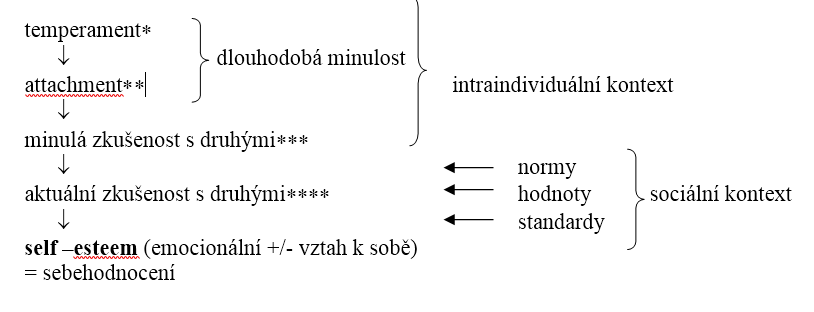 temperament*
dlouhodobá minulost
attachment**
intraindividuální kontext
minulá zkušenost s druhými***
normy
aktuální zkušenost s druhými****
hodnoty
sociální kontext
standardy
self –esteem (emocionální +/- vztah k sobě)
= sebehodnocení